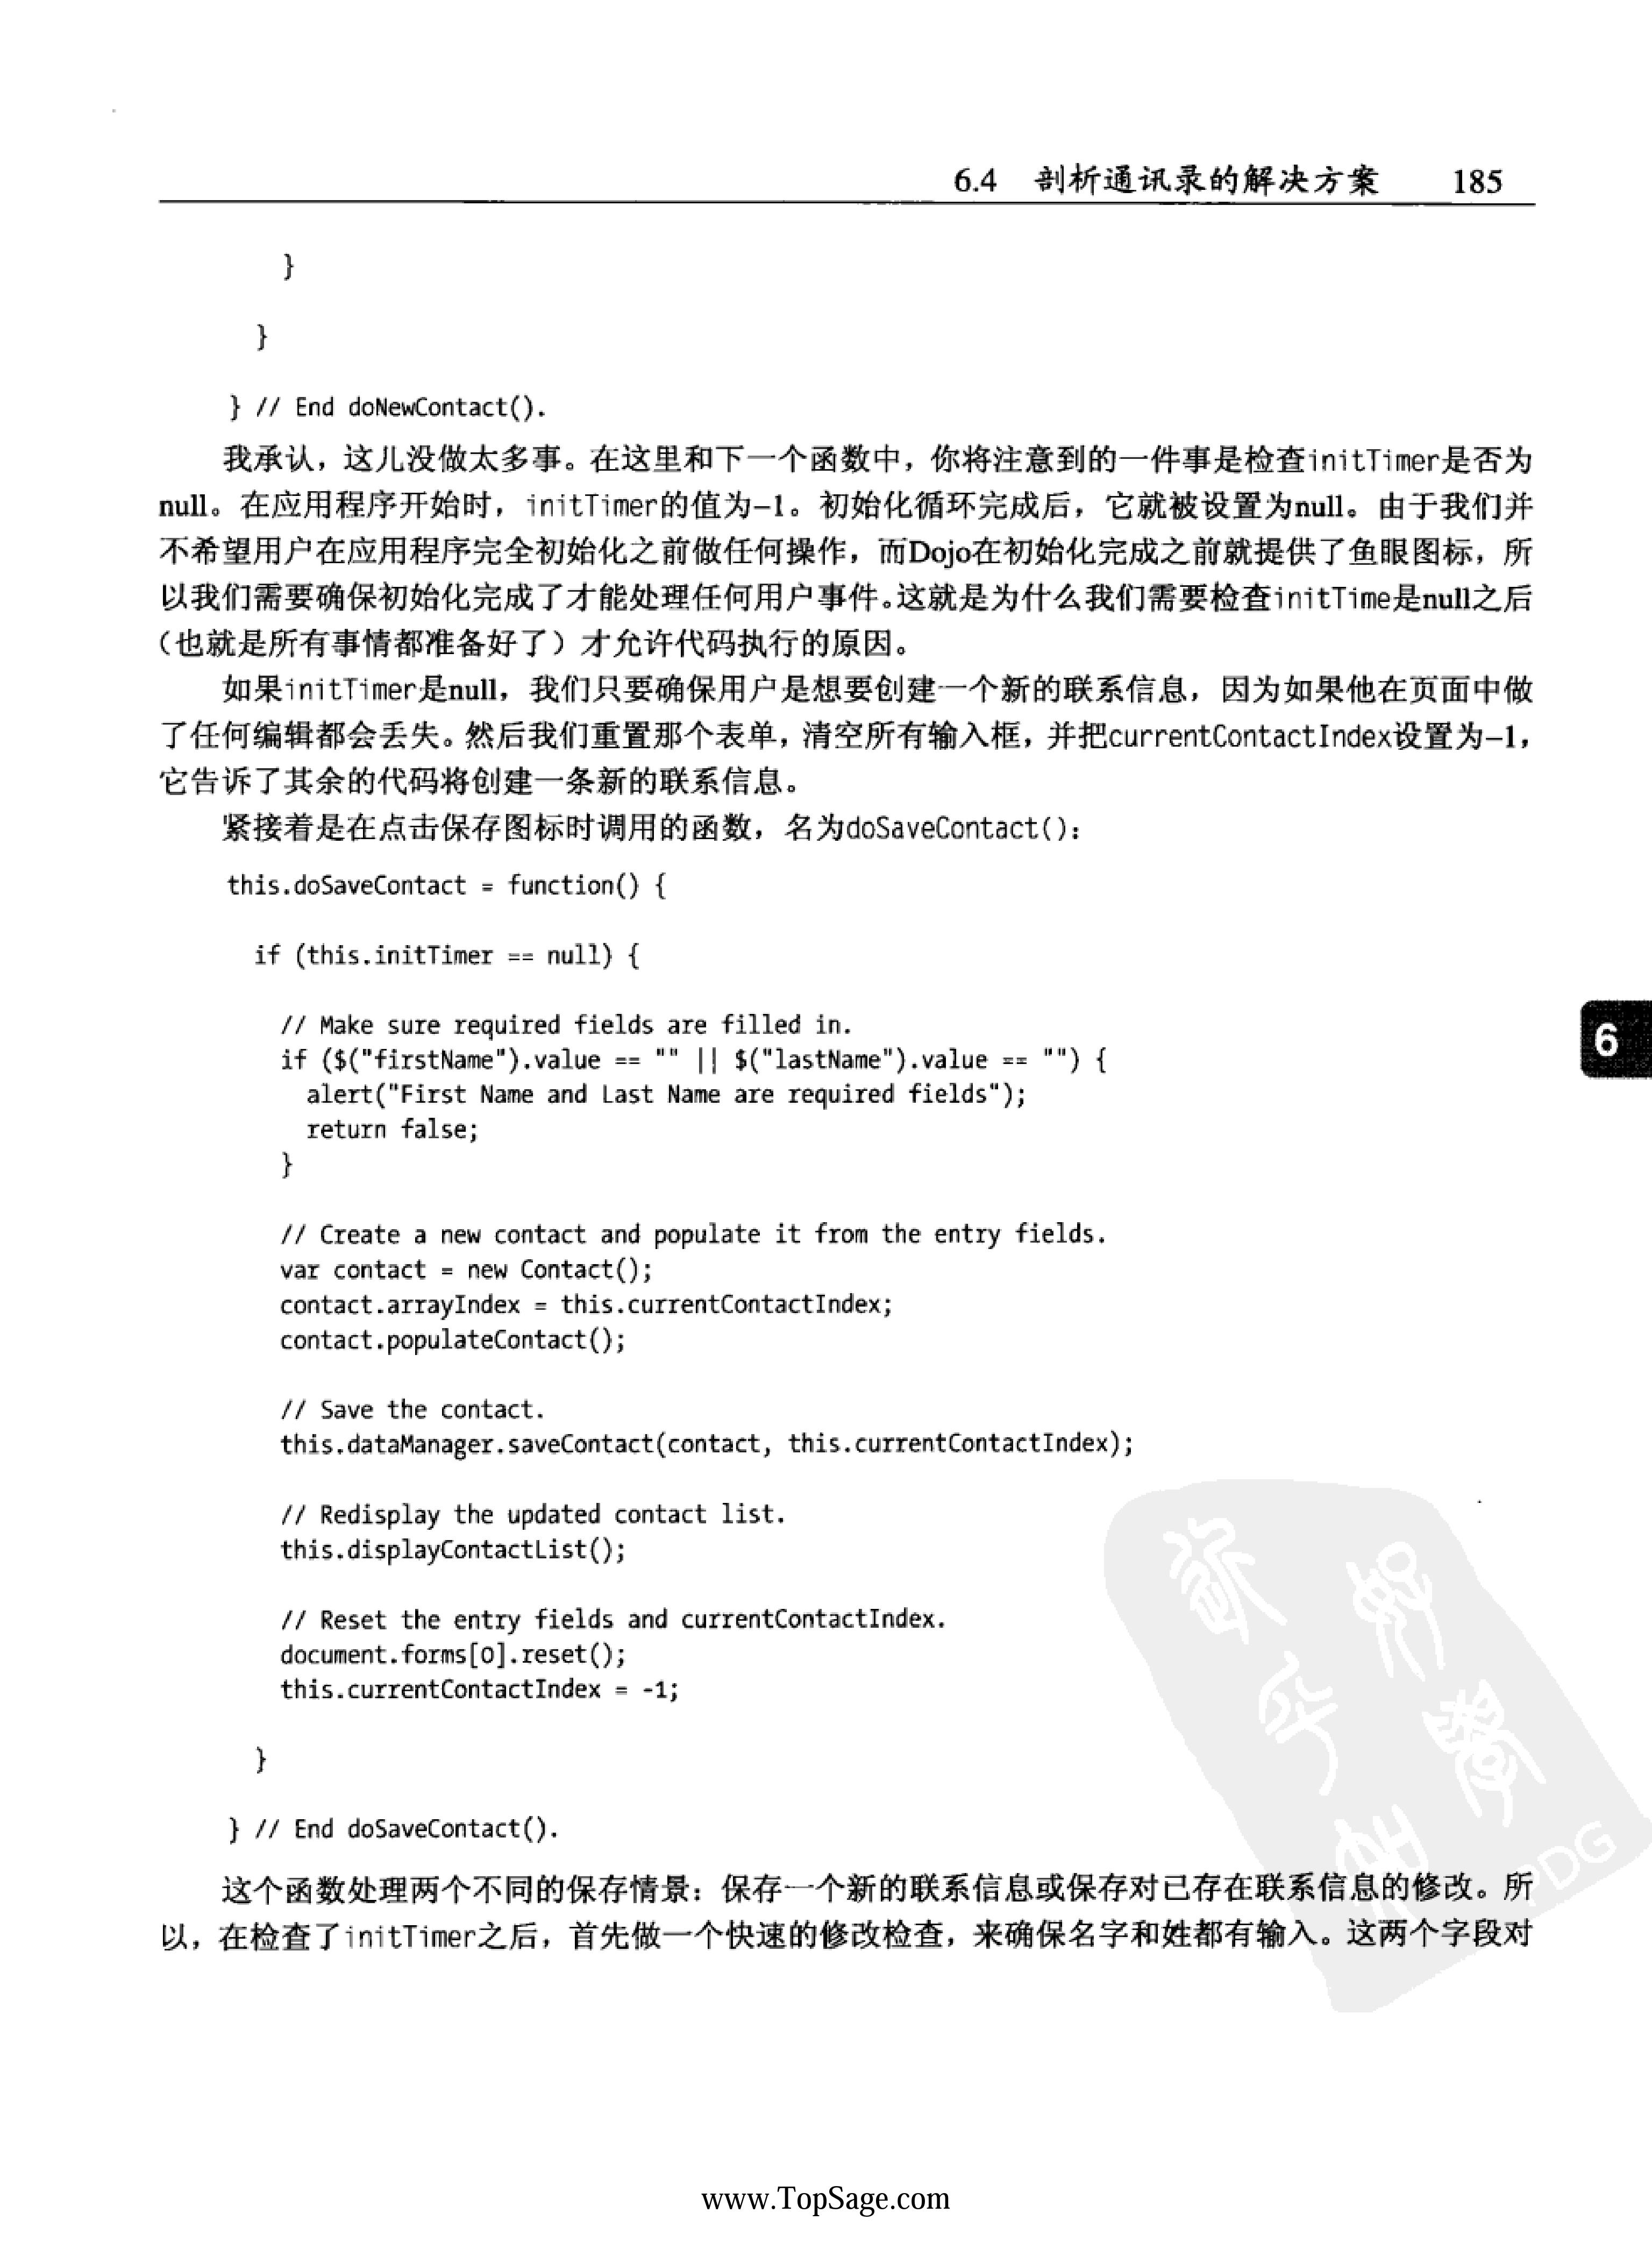 6.4 剖析通讯录的解决方案 185
}
}
} // End doNewContact().
我承认，这儿没做太多事。在这里和下一个函数中，你将注意到的一件事是检查initTimer是否为
null。在应用程序开始时，initTimer的值为–1。初始化循环完成后，它就被设置为null。由于我们并
不希望用户在应用程序完全初始化之前做任何操作，而Dojo在初始化完成之前就提供了鱼眼图标，所
以我们需要确保初始化完成了才能处理任何用户事件。这就是为什么我们需要检查initTime是null之后
（也就是所有事情都准备好了）才允许代码执行的原因。
如果initTimer是null，我们只要确保用户是想要创建一个新的联系信息，因为如果他在页面中做
了任何编辑都会丢失。然后我们重置那个表单，清空所有输入框，并把currentContactIndex设置为–1，
它告诉了其余的代码将创建一条新的联系信息。
紧接着是在点击保存图标时调用的函数，名为doSaveContact()：
this.doSaveContact = function() {
if (this.initTimer == null) {
// Make sure required fields are filled in.
if ($("firstName").value == "" || $("lastName").value == "") {
alert("First Name and Last Name are required fields");
return false;
}
// Create a new contact and populate it from the entry fields.
var contact = new Contact();
contact.arrayIndex = this.currentContactIndex;
contact.populateContact();
// Save the contact.
this.dataManager.saveContact(contact, this.currentContactIndex);
// Redisplay the updated contact list.
this.displayContactList();
// Reset the entry fields and currentContactIndex.
document.forms[0].reset();
this.currentContactIndex = -1;
}
} // End doSaveContact().
这个函数处理两个不同的保存情景：保存一个新的联系信息或保存对已存在联系信息的修改。所
以，在检查了initTimer之后，首先做一个快速的修改检查，来确保名字和姓都有输入。这两个字段对
6
PDG
www.TopSage.com